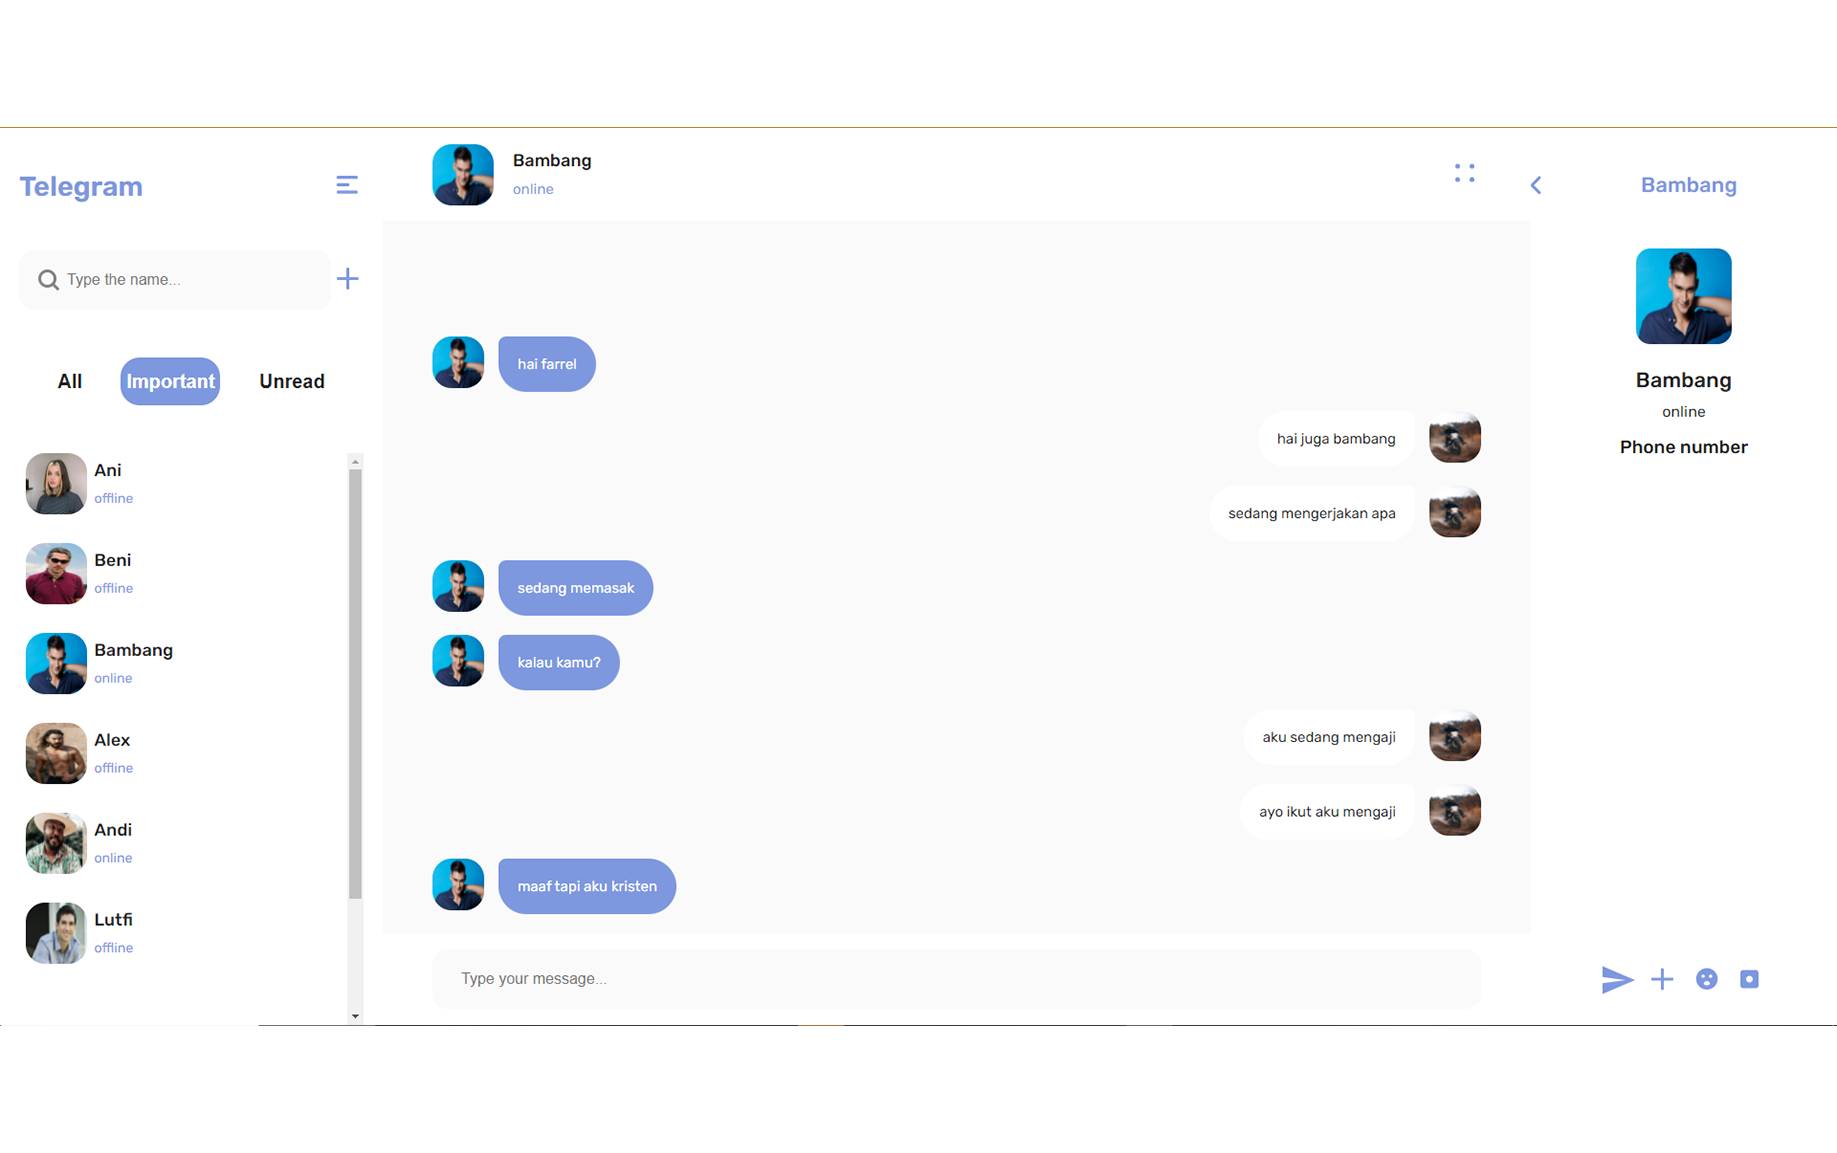 Telegram
Type the name...
All
Important
Unread
Ani
offline
Beni
offline
Bambang
online
Alex
offline
Andi
online
Lutfi
offline
Bambang
online
hai farrel
hai juga bambang
sedang mengerjakan apa
sedang memasak
kalau kamu?
aku sedang mengaji
ayo ikut aku mengaji
maaf tapi aku kristen
Type your message...
Bambang
Bambang
online
Phone number